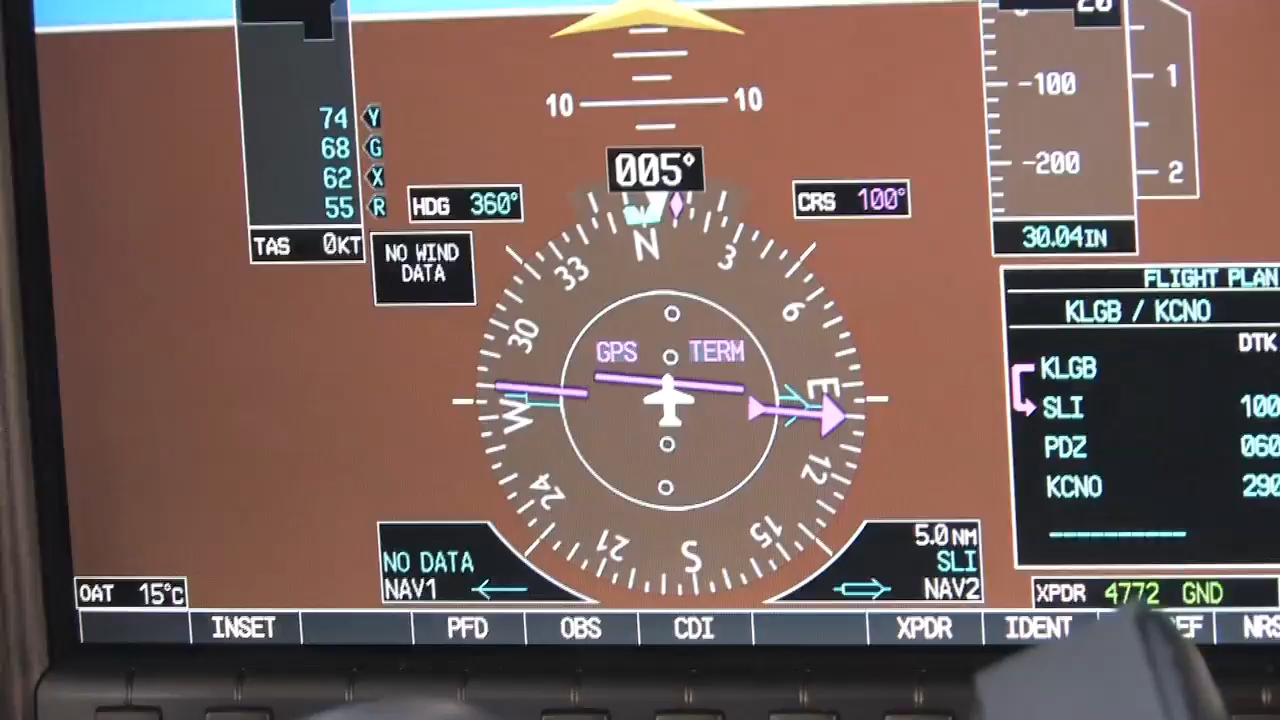 20
10 10
-100
1
-200
2
74 Y
68 G
62 X
55 R
TAS 0KT
005°
HDG 360°
CRS 100°
30.04IN
NO WIND
DATA
N
3
6
E
12
15
S
21
24
W
30
33
GPS TERM
FLIGHT PLAN
KLGB / KCNO
DTK
KLGB
SLI 100
PDZ 060
KCNO 290
NO DATA
NAV1
5.0NM
SLI
NAV2
OAT 15°C
XPDR 4772 GND
INSET PFD OBS CDI XPDR IDENT